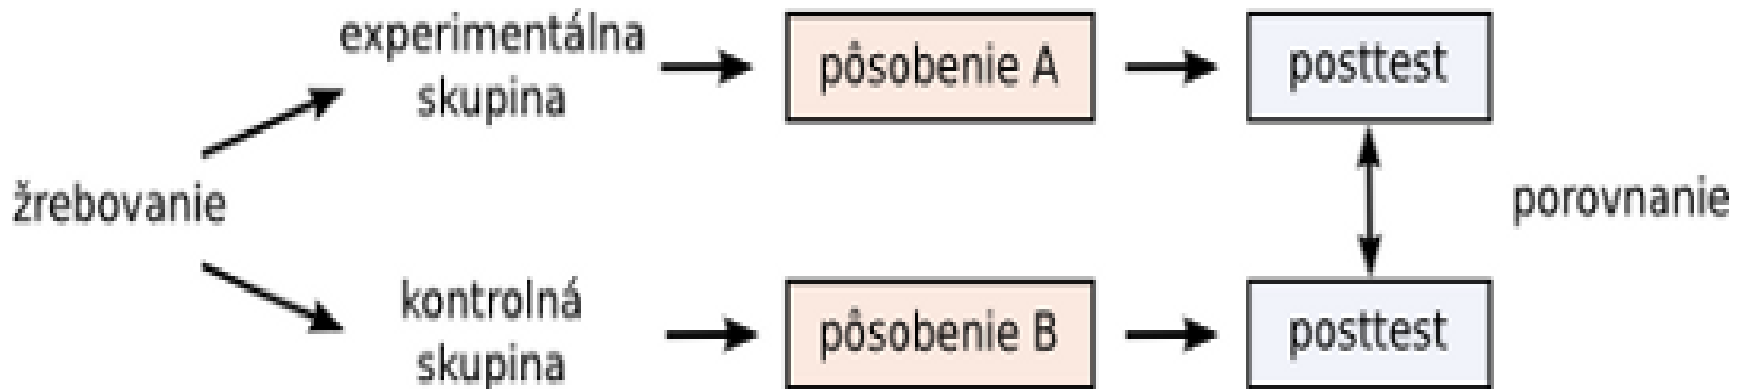 experimentálna
skupina
pôsobenie A
posttest
žrebovanie
porovnanie
kontrolná
skupina
pôsobenie B
posttest